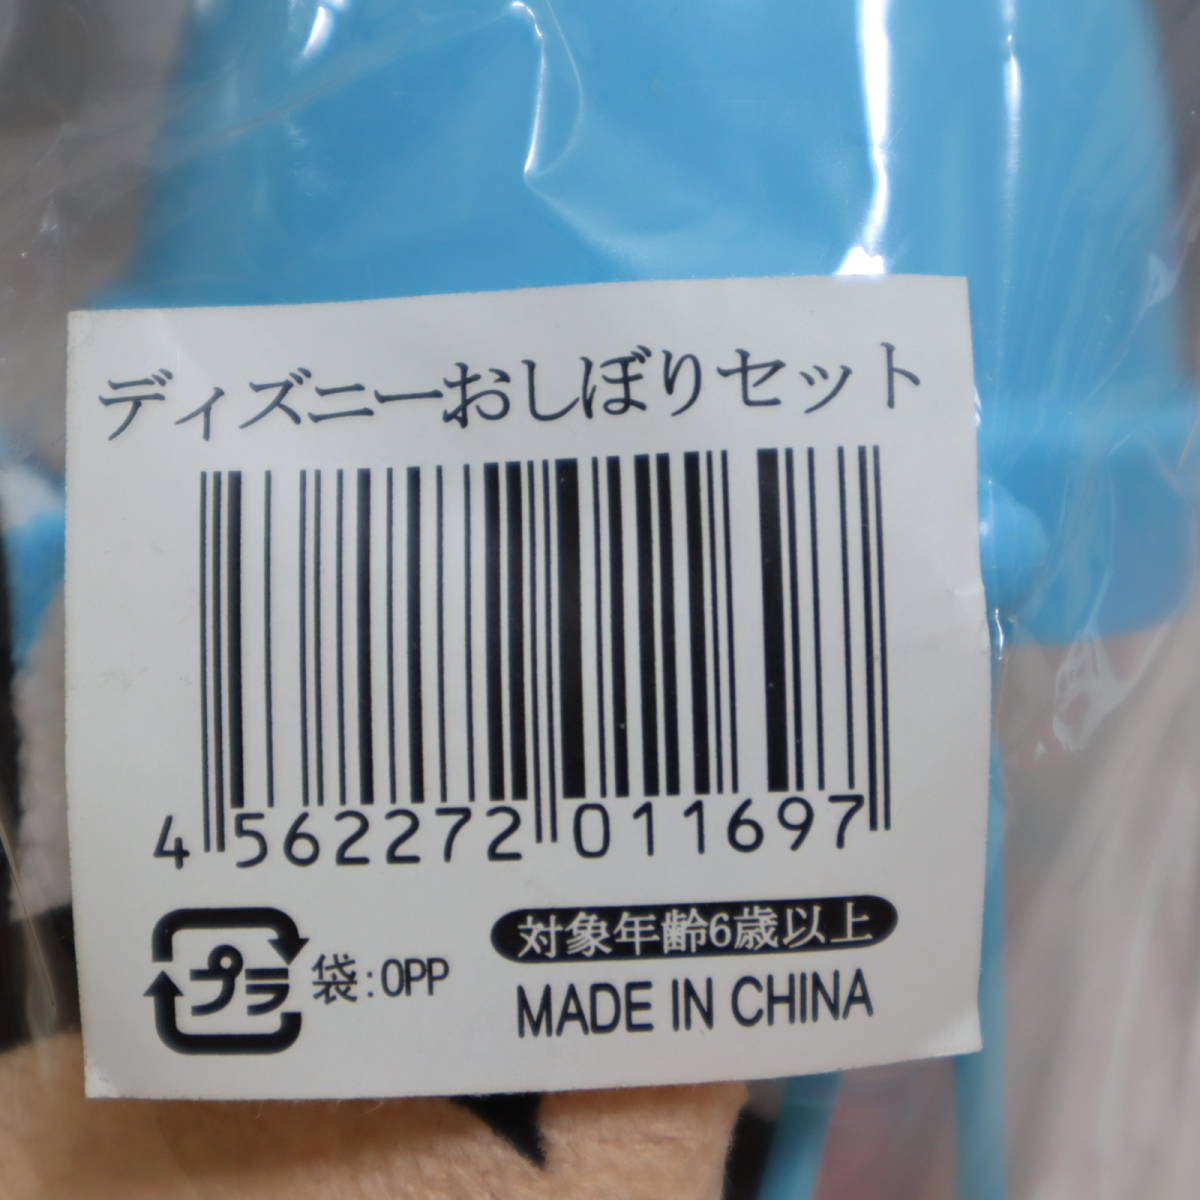 ディズニーおしぼりセット
4 562272 011697
プラ 袋:OPP
対象年齢6歳以上
MADE IN CHINA